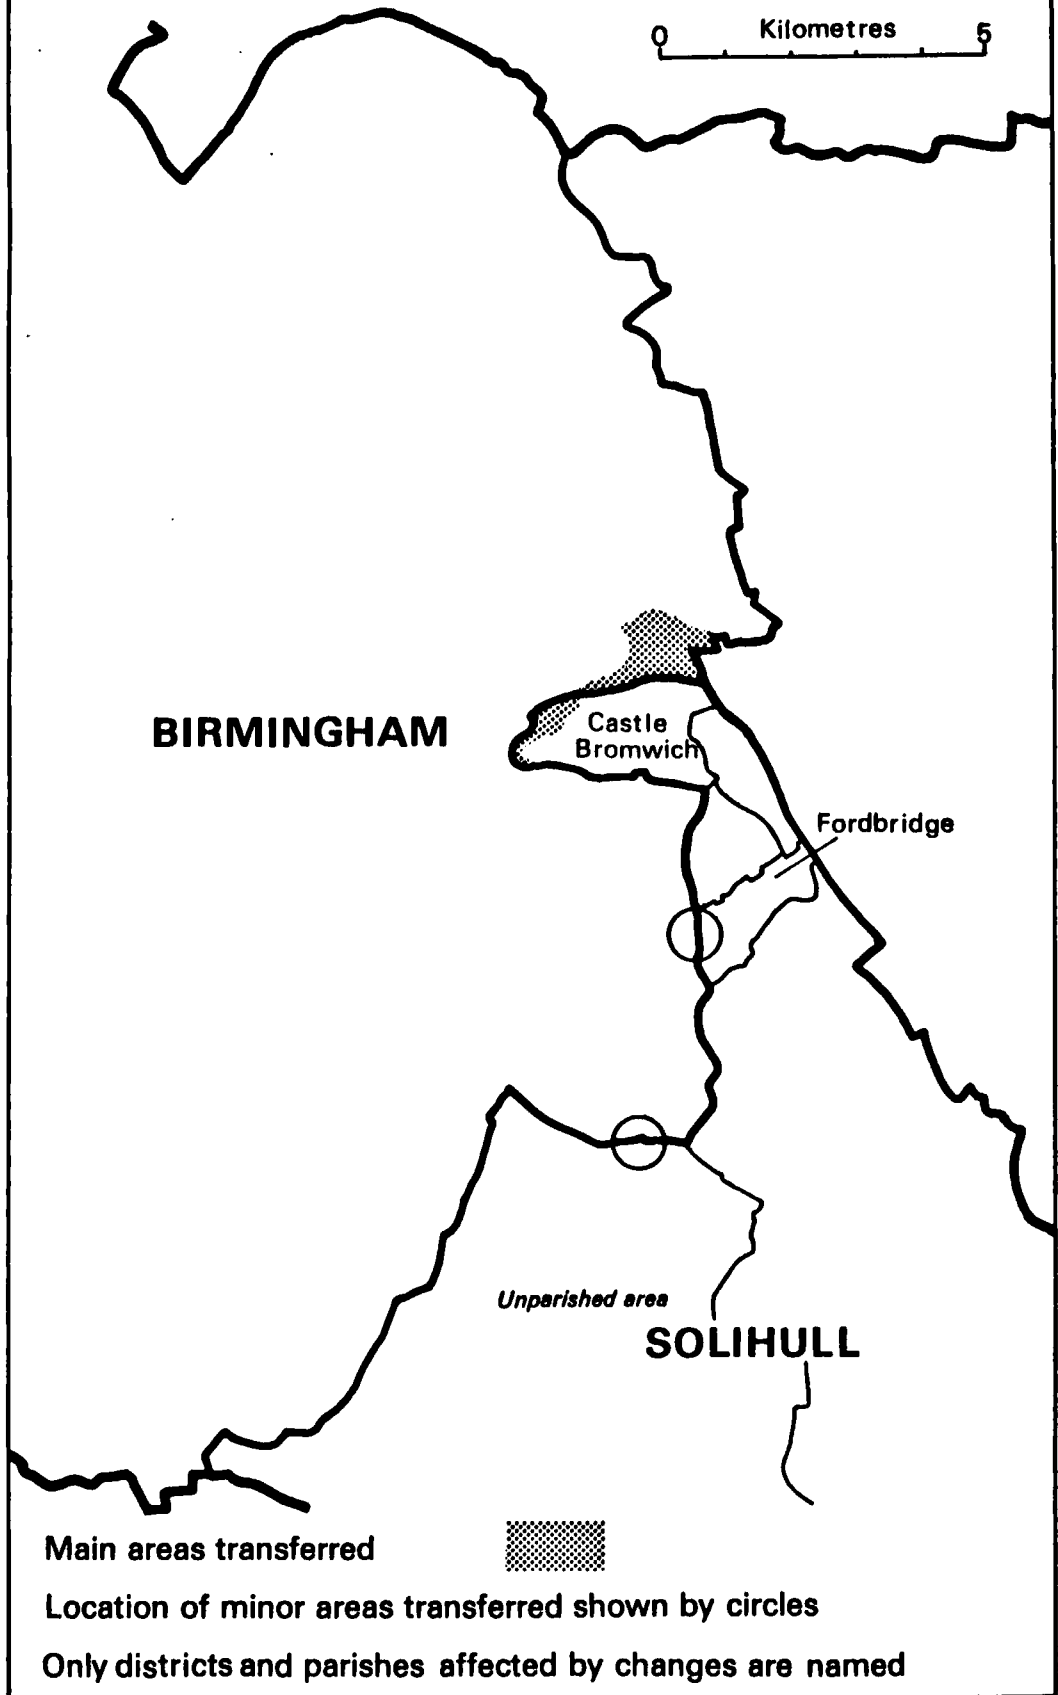 Kilometres
0 5
BIRMINGHAM
Castle
Bromwich
Fordbridge
Unparished area
SOLIHULL
Main areas transferred
Location of minor areas transferred shown by circles
Only districts and parishes affected by changes are named